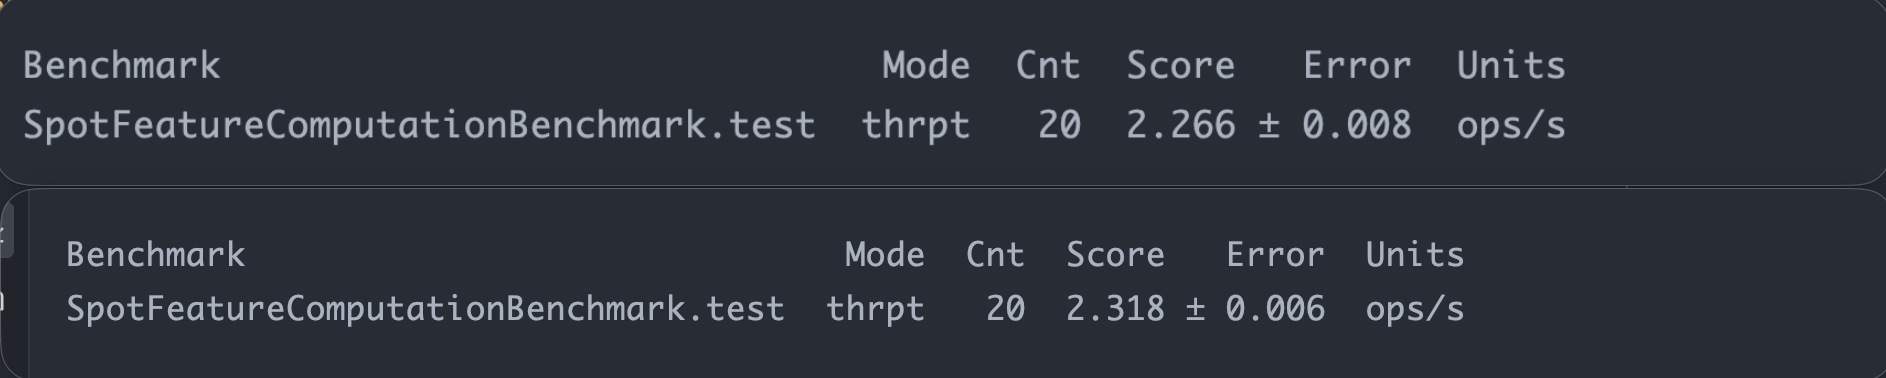 Benchmark Mode Cnt Score Error Units
SpotFeatureComputationBenchmark.test thrpt 20 2.266 ± 0.008 ops/s
Benchmark Mode Cnt Score Error Units
SpotFeatureComputationBenchmark.test thrpt 20 2.318 ± 0.006 ops/s